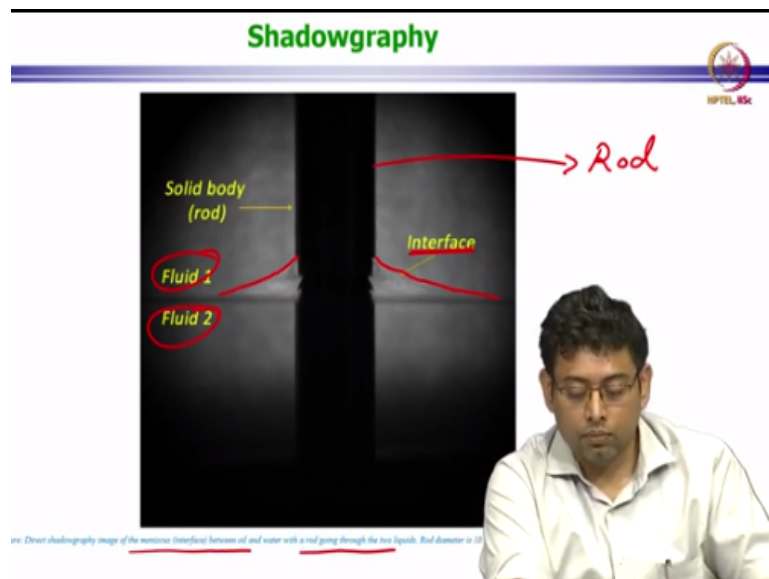 Shadowgraphy
NPTEL, IISc
Solid body
(rod)
Rod
Interface
Fluid 1
Fluid 2
ure: Direct shadowgraphy image of the meniscus (interface) between oil and water with a rod going through the two liquids. Rod diameter is 10